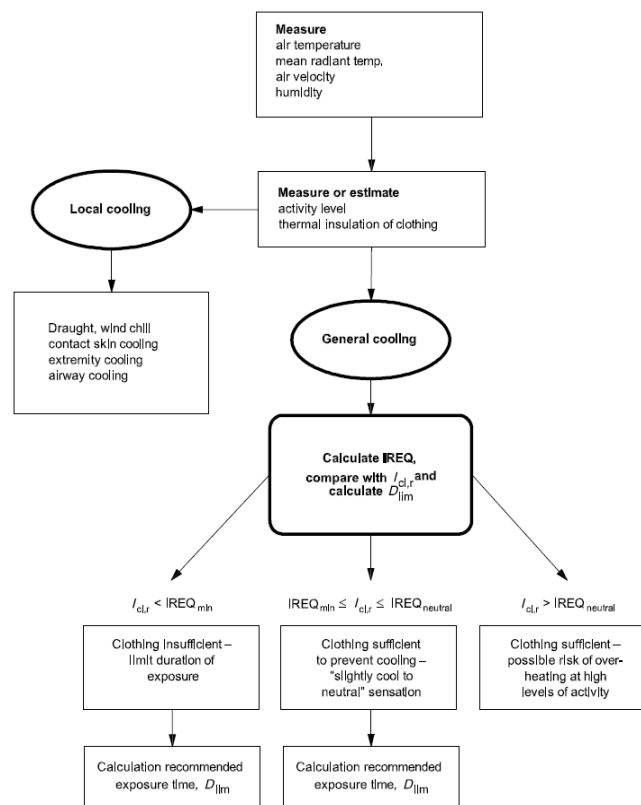 Measure
air temperature
mean radiant temp.
air velocity
humidity
Measure or estimate
activity level
thermal insulation of clothing
Local cooling
Draught, wind chill
contact skin cooling
extremity cooling
airway cooling
General cooling
Calculate IREQ,
compare with Icl,r and
calculate Dlim
Icl,r < IREQmin
IREQmin ≤ Icl,r ≤ IREQneutral
Icl,r > IREQneutral
Clothing insufficient –
limit duration of
exposure
Clothing sufficient
to prevent cooling –
"slightly cool to
neutral" sensation
Clothing sufficient –
possible risk of over-
heating at high
levels of activity
Calculation recommended
exposure time, Dlim
Calculation recommended
exposure time, Dlim